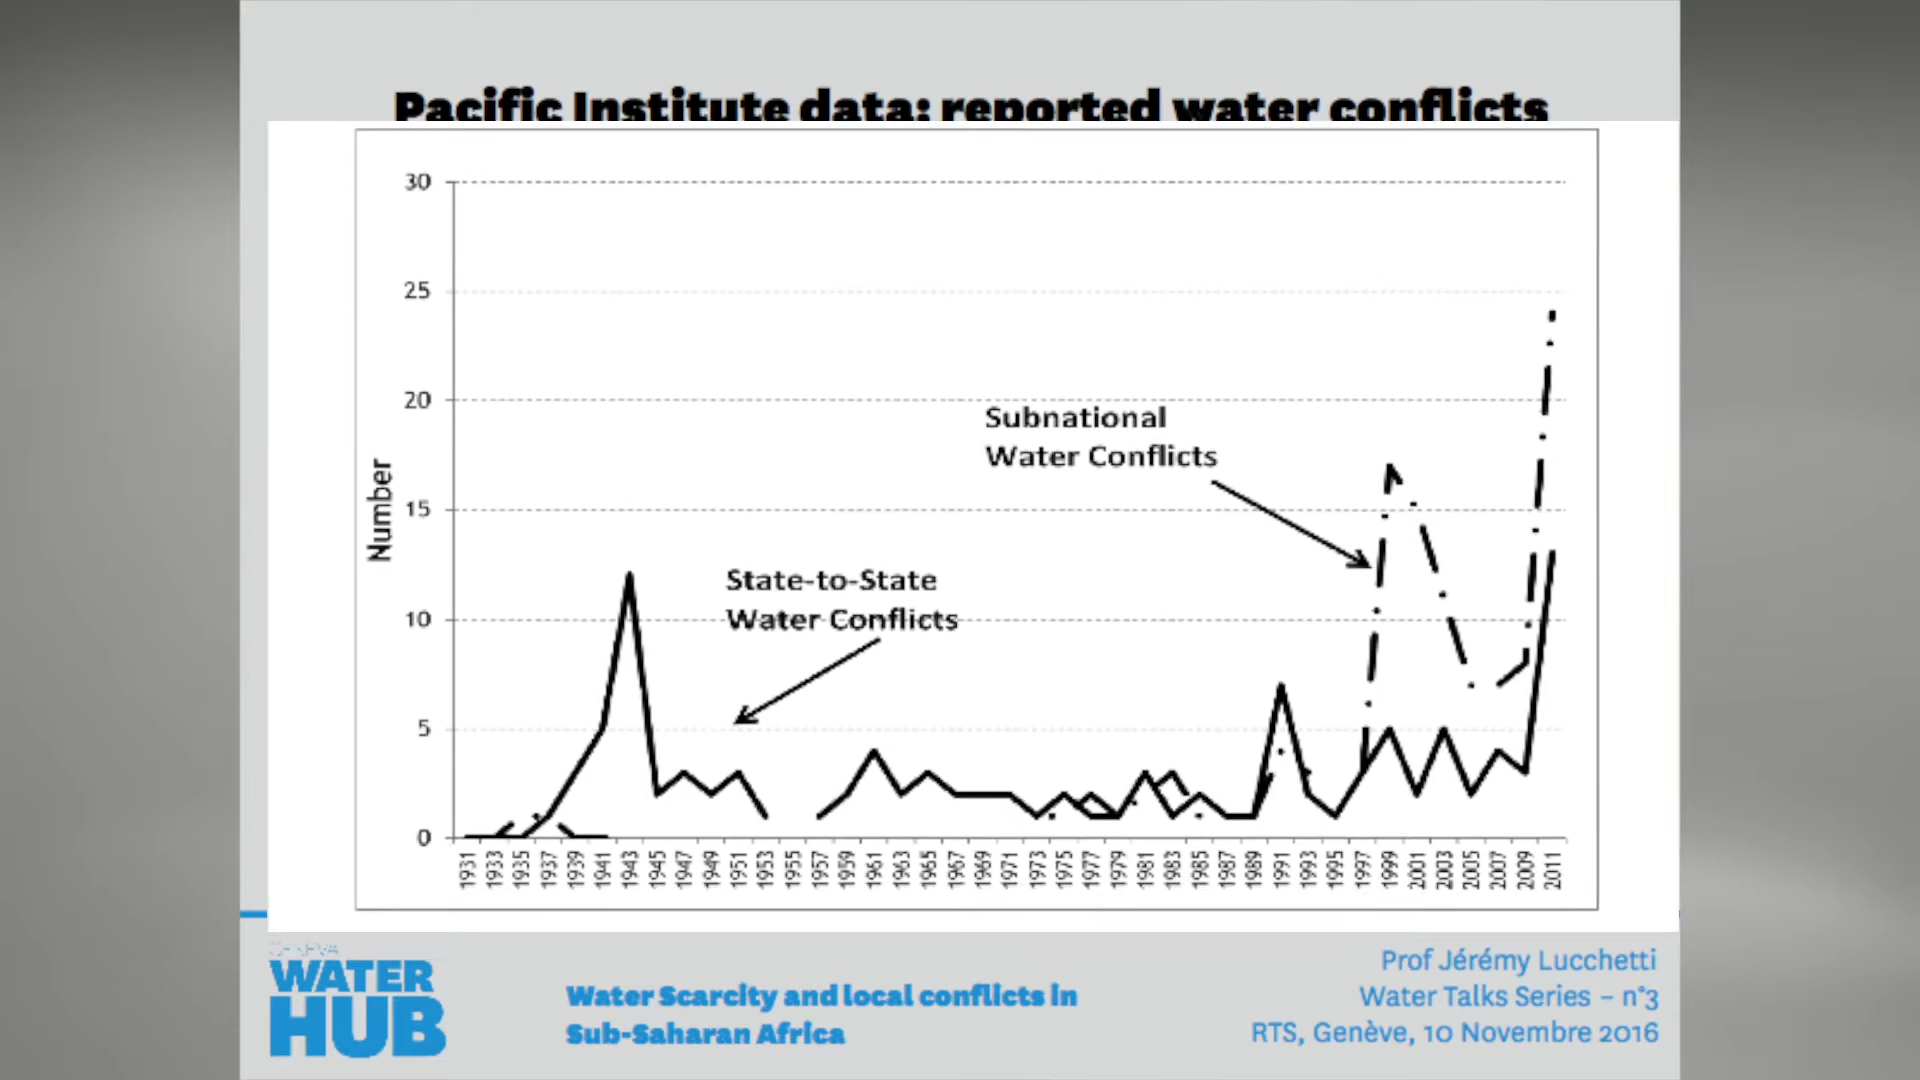 Pacific Institute data: reported water conflicts
30
25
20
15
10
5
0
Number
Subnational
Water Conflicts
State-to-State
Water Conflicts
1931 1933 1935 1937 1939 1941 1943 1945 1947 1949 1951 1953 1955 1957 1959 1961 1963 1965 1967 1969 1971 1973 1975 1977 1979 1981 1983 1985 1987 1989 1991 1993 1995 1997 1999 2001 2003 2005 2007 2009 2011
GENEVA
WATER
HUB
Water Scarcity and local conflicts in
Sub-Saharan Africa
Prof Jérémy Lucchetti
Water Talks Series – n°3
RTS, Genève, 10 Novembre 2016